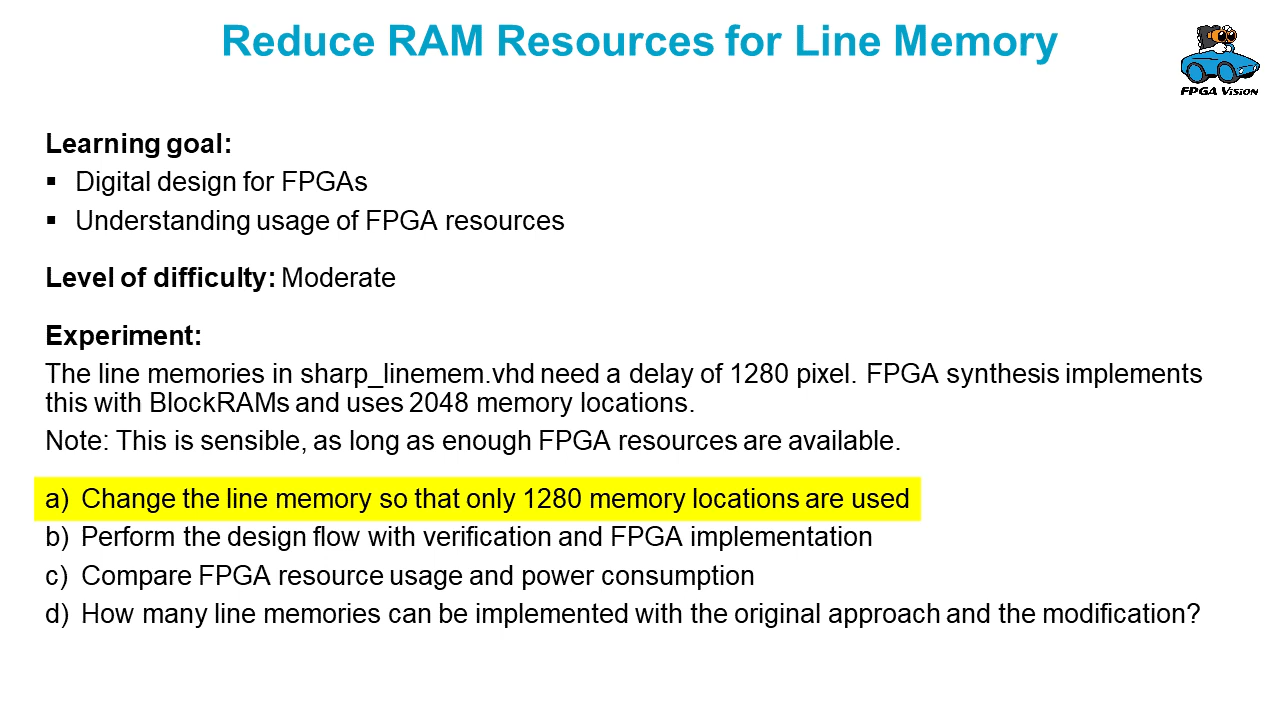 Reduce RAM Resources for Line Memory
FPGA Vision
Learning goal:
▪ Digital design for FPGAs
▪ Understanding usage of FPGA resources
Level of difficulty: Moderate
Experiment:
The line memories in sharp_linemem.vhd need a delay of 1280 pixel. FPGA synthesis implements
this with BlockRAMs and uses 2048 memory locations.
Note: This is sensible, as long as enough FPGA resources are available.
a) Change the line memory so that only 1280 memory locations are used
b) Perform the design flow with verification and FPGA implementation
c) Compare FPGA resource usage and power consumption
d) How many line memories can be implemented with the original approach and the modification?